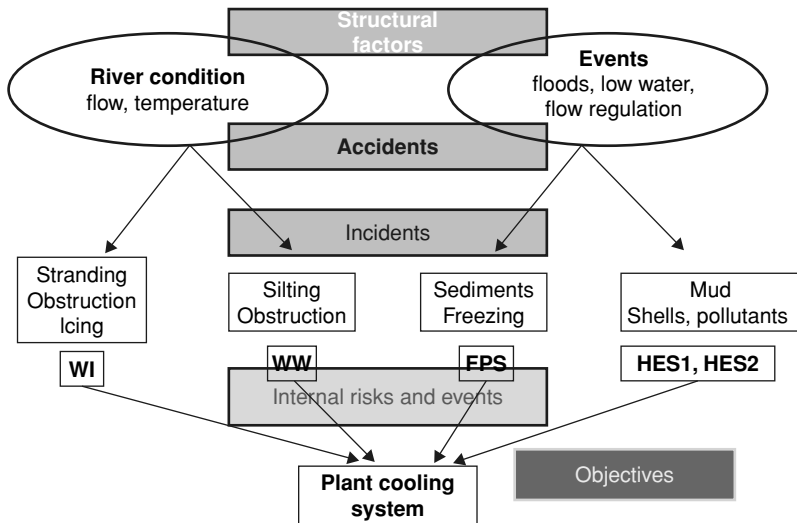 Structural
factors
River condition
flow, temperature
Events
floods, low water,
flow regulation
Accidents
Incidents
Stranding
Obstruction
Icing
Silting
Obstruction
Sediments
Freezing
Mud
Shells, pollutants
WI
WW
FPS
HES1, HES2
Internal risks and events
Plant cooling
system
Objectives